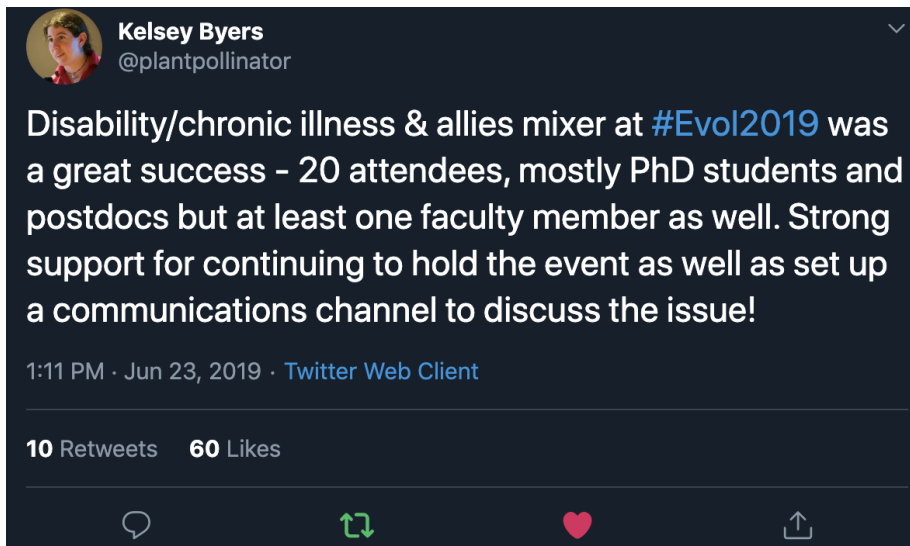 Kelsey Byers
@plantpollinator
Disability/chronic illness & allies mixer at #Evol2019 was
a great success - 20 attendees, mostly PhD students and
postdocs but at least one faculty member as well. Strong
support for continuing to hold the event as well as set up
a communications channel to discuss the issue!
1:11 PM · Jun 23, 2019 · Twitter Web Client
10 Retweets 60 Likes